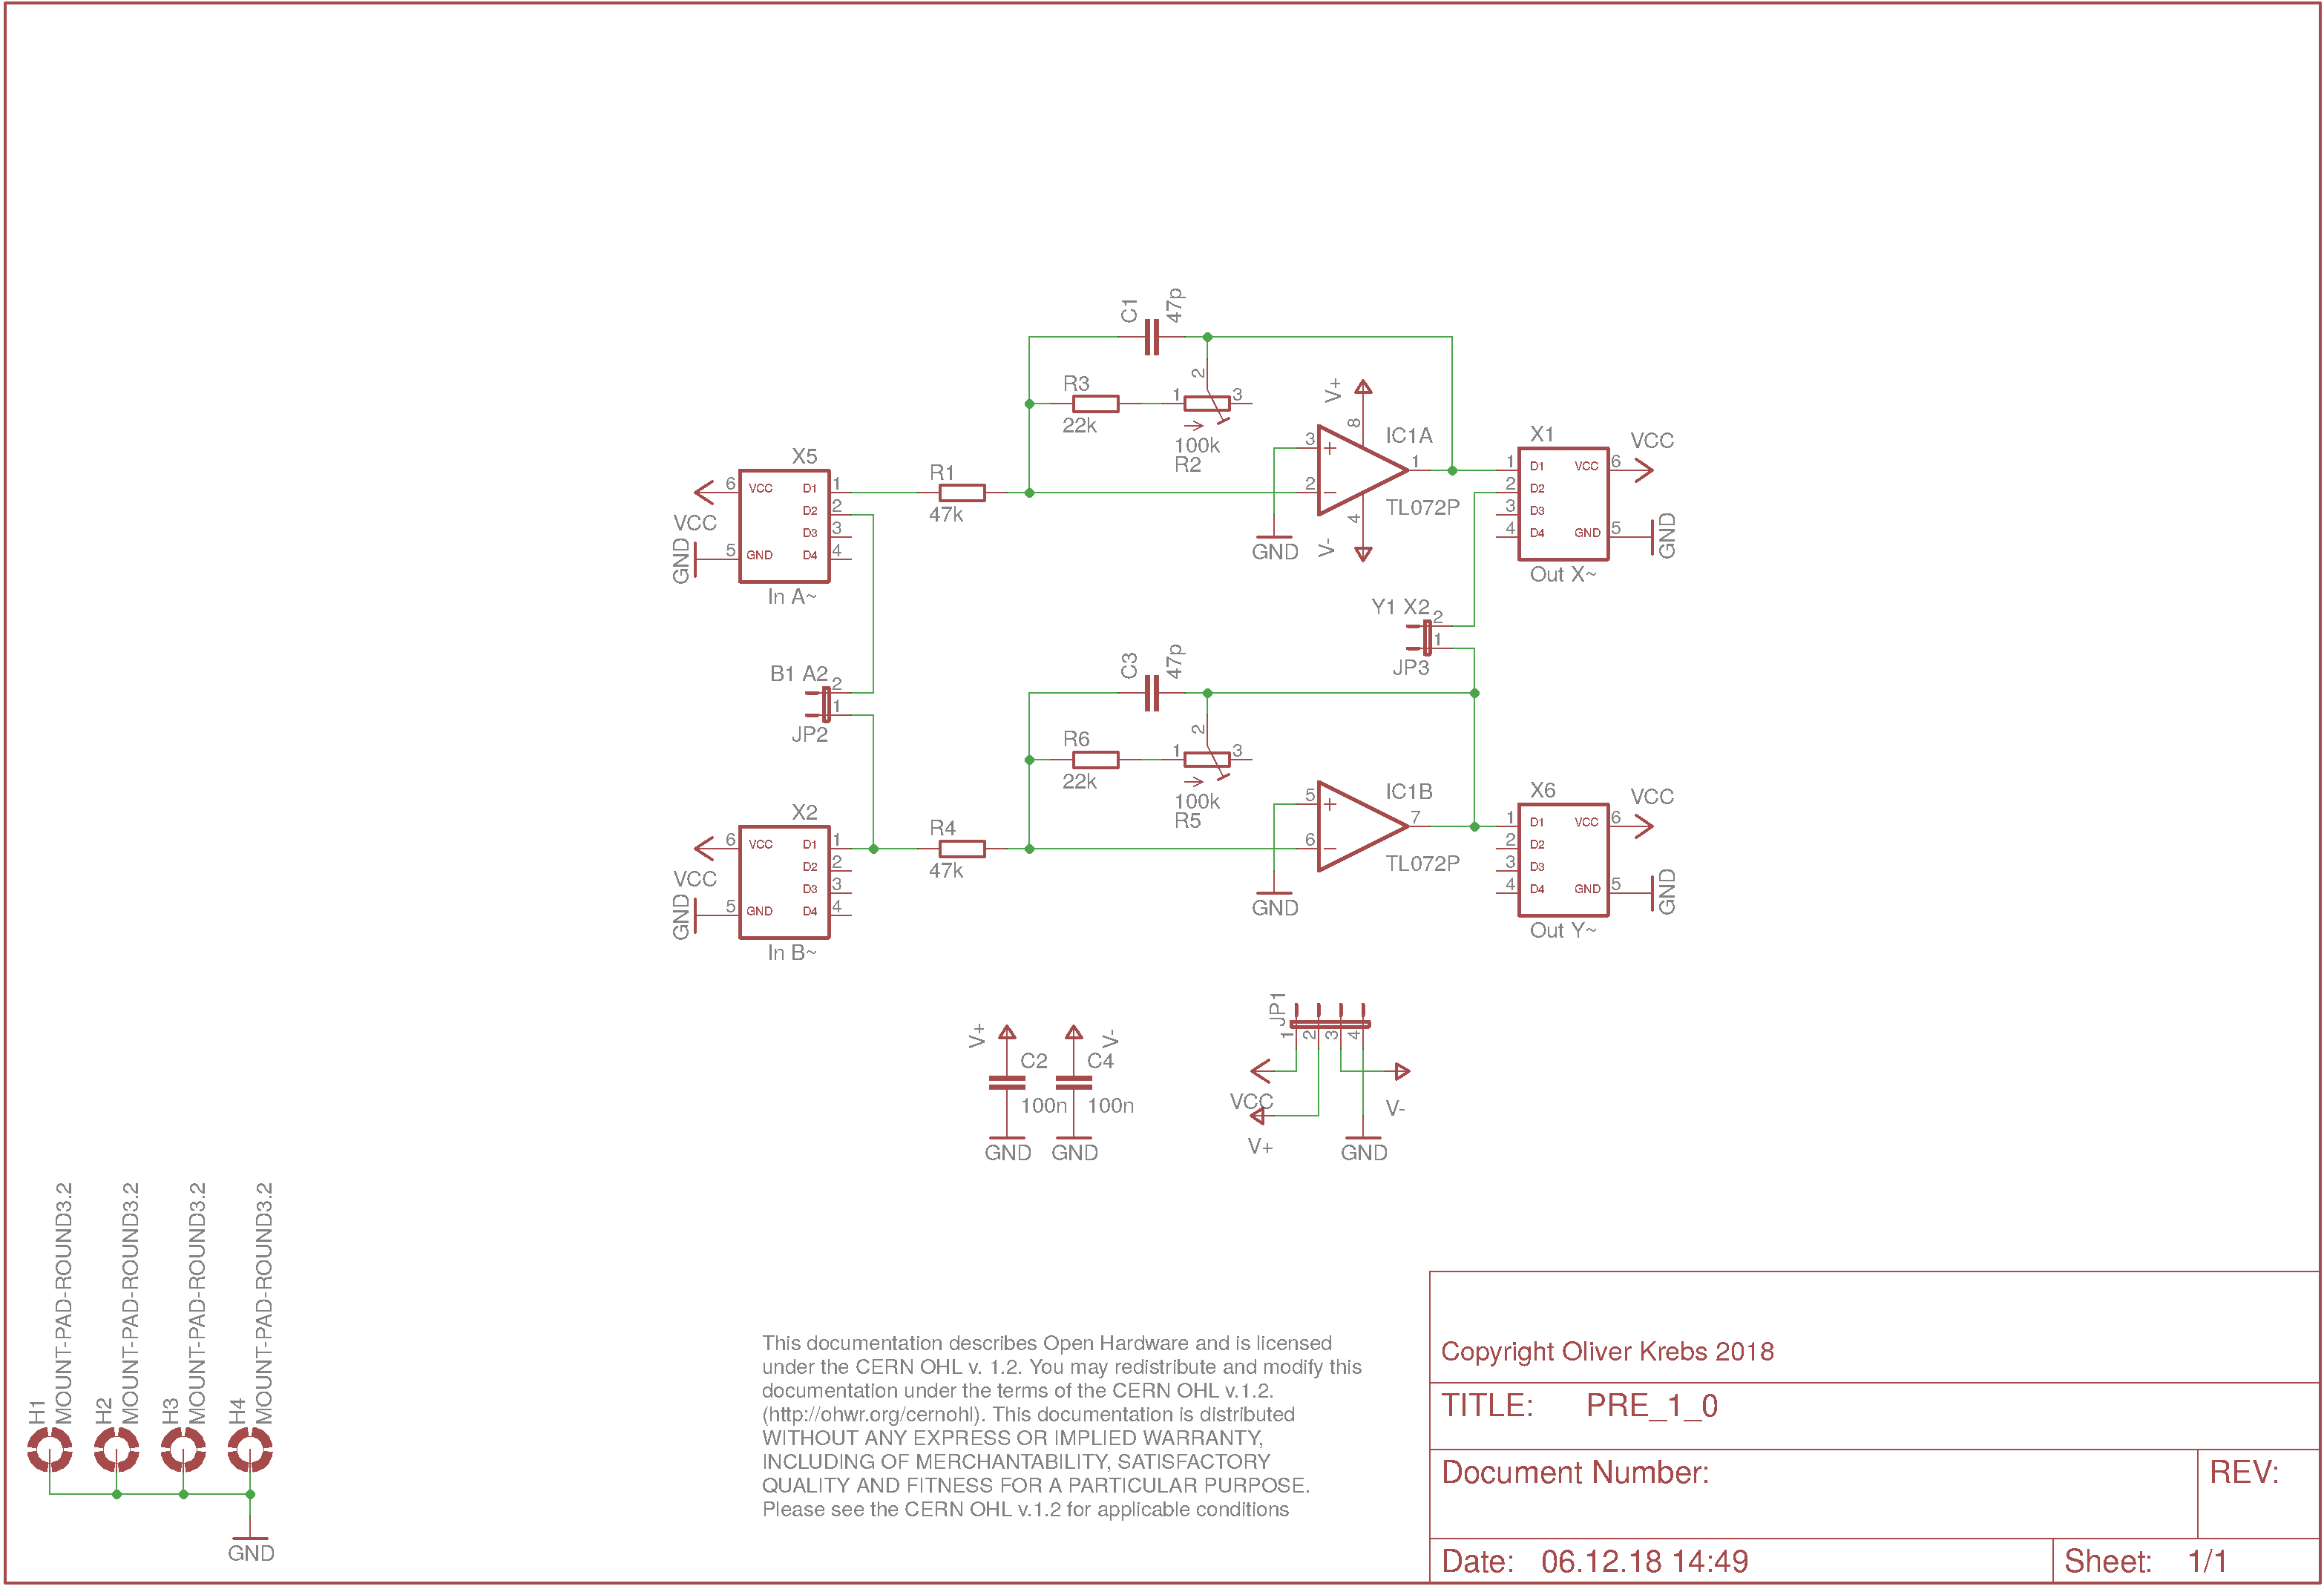 C1
47p
R3
22k
1
2
3
100k
R2
V+
8
3
2
1
4
V-
IC1A
TL072P
GND
X5
6
VCC
D1
1
D2
2
D3
3
5
GND
D4
4
VCC
GND
In A~
R1
47k
X1
1
D1
VCC
6
2
D2
3
D3
4
D4
GND
5
VCC
GND
Out X~
Y1 X2
2
1
JP3
B1 A2
2
1
JP2
C3
47p
R6
22k
1
2
3
100k
R5
5
6
7
IC1B
TL072P
GND
X2
6
VCC
D1
1
D2
2
D3
3
5
GND
D4
4
VCC
GND
In B~
R4
47k
X6
1
D1
VCC
6
2
D2
3
D3
4
D4
GND
5
VCC
GND
Out Y~
V+
C2
100n
GND
V-
C4
100n
GND
JP1
1
2
3
4
VCC
V+
V-
GND
H1
MOUNT-PAD-ROUND3.2
H2
MOUNT-PAD-ROUND3.2
H3
MOUNT-PAD-ROUND3.2
H4
MOUNT-PAD-ROUND3.2
GND
This documentation describes Open Hardware and is licensed
under the CERN OHL v. 1.2. You may redistribute and modify this
documentation under the terms of the CERN OHL v.1.2.
(http://ohwr.org/cernohl). This documentation is distributed
WITHOUT ANY EXPRESS OR IMPLIED WARRANTY,
INCLUDING OF MERCHANTABILITY, SATISFACTORY
QUALITY AND FITNESS FOR A PARTICULAR PURPOSE.
Please see the CERN OHL v.1.2 for applicable conditions
Copyright Oliver Krebs 2018
TITLE: PRE_1_0
Document Number:
REV:
Date: 06.12.18 14:49
Sheet: 1/1